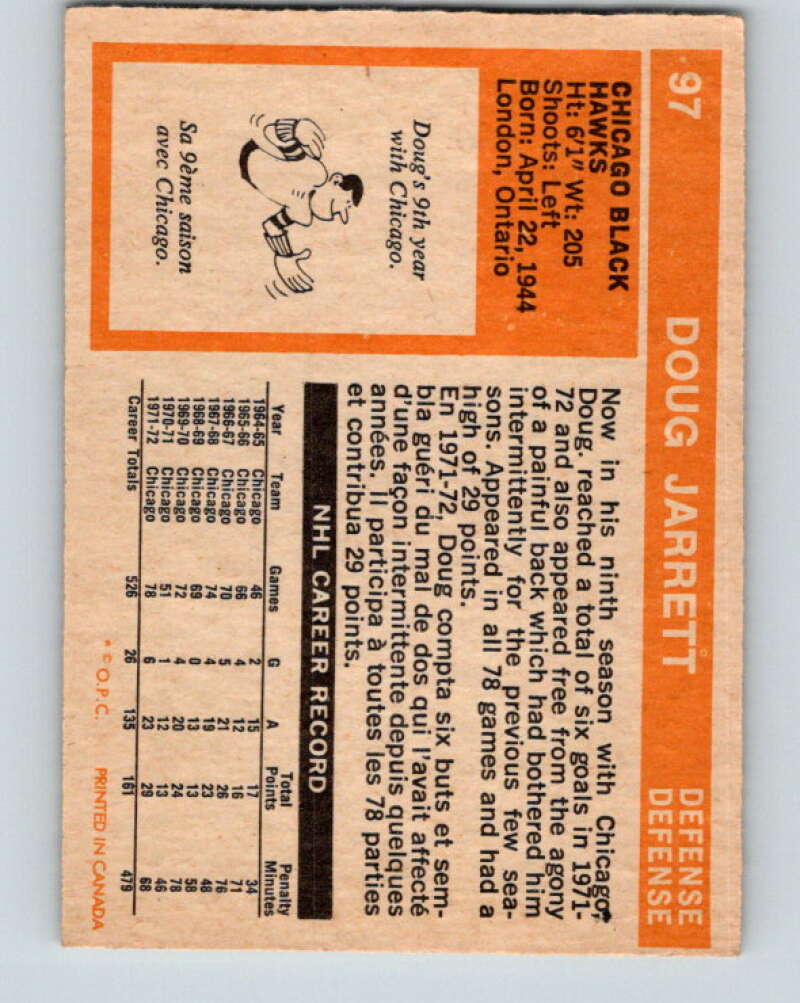 97 DOUG JARRETT DEFENSE
DEFENSE
CHICAGO BLACK
HAWKS
Ht: 6'1" Wt: 205
Shoots: Left
Born: April 22, 1944
London, Ontario
Doug's 9th year
with Chicago.
Sa 9ème saison
avec Chicago.
Now in his ninth season with Chicago,
Doug. reached a total of six goals in 1971-
72 and also appeared free from the agony
of a painful back which had bothered him
intermittently for the previous few sea-
sons. Appeared in all 78 games and had a
high of 29 points.
En 1971-72, Doug compta six buts et sem-
bla guéri du mal de dos qui l'avait affecté
d'une façon intermittente depuis quelques
années. Il participa à toutes les 78 parties
et contribua 29 points.
NHL CAREER RECORD
Year Team Games G A Total Points Penalty Minutes
1964-65 Chicago 46 2 15 17 34
1965-66 Chicago 66 4 12 16 71
1966-67 Chicago 70 5 21 26 76
1967-68 Chicago 74 4 19 23 48
1968-69 Chicago 69 0 13 13 58
1969-70 Chicago 72 4 20 24 78
1970-71 Chicago 51 1 12 13 46
1971-72 Chicago 78 6 23 29 68
Career Totals 526 26 135 161 479
* © O.P.C. PRINTED IN CANADA